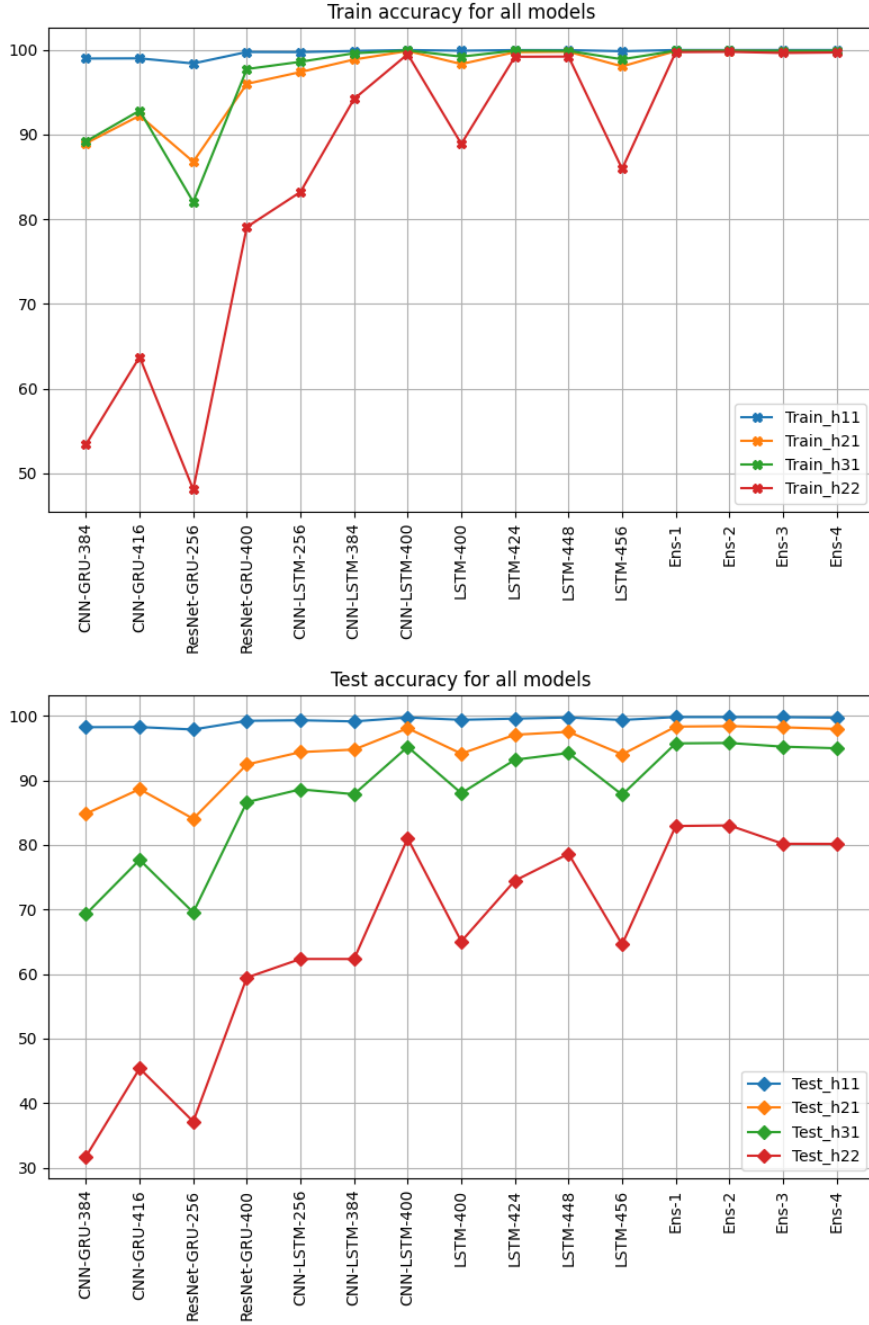 Train accuracy for all models
100
90
80
70
60
50
Train_h11
Train_h21
Train_h31
Train_h22
CNN-GRU-384
CNN-GRU-416
ResNet-GRU-256
ResNet-GRU-400
CNN-LSTM-256
CNN-LSTM-384
CNN-LSTM-400
LSTM-400
LSTM-424
LSTM-448
LSTM-456
Ens-1
Ens-2
Ens-3
Ens-4
Test accuracy for all models
100
90
80
70
60
50
40
30
Test_h11
Test_h21
Test_h31
Test_h22
CNN-GRU-384
CNN-GRU-416
ResNet-GRU-256
ResNet-GRU-400
CNN-LSTM-256
CNN-LSTM-384
CNN-LSTM-400
LSTM-400
LSTM-424
LSTM-448
LSTM-456
Ens-1
Ens-2
Ens-3
Ens-4